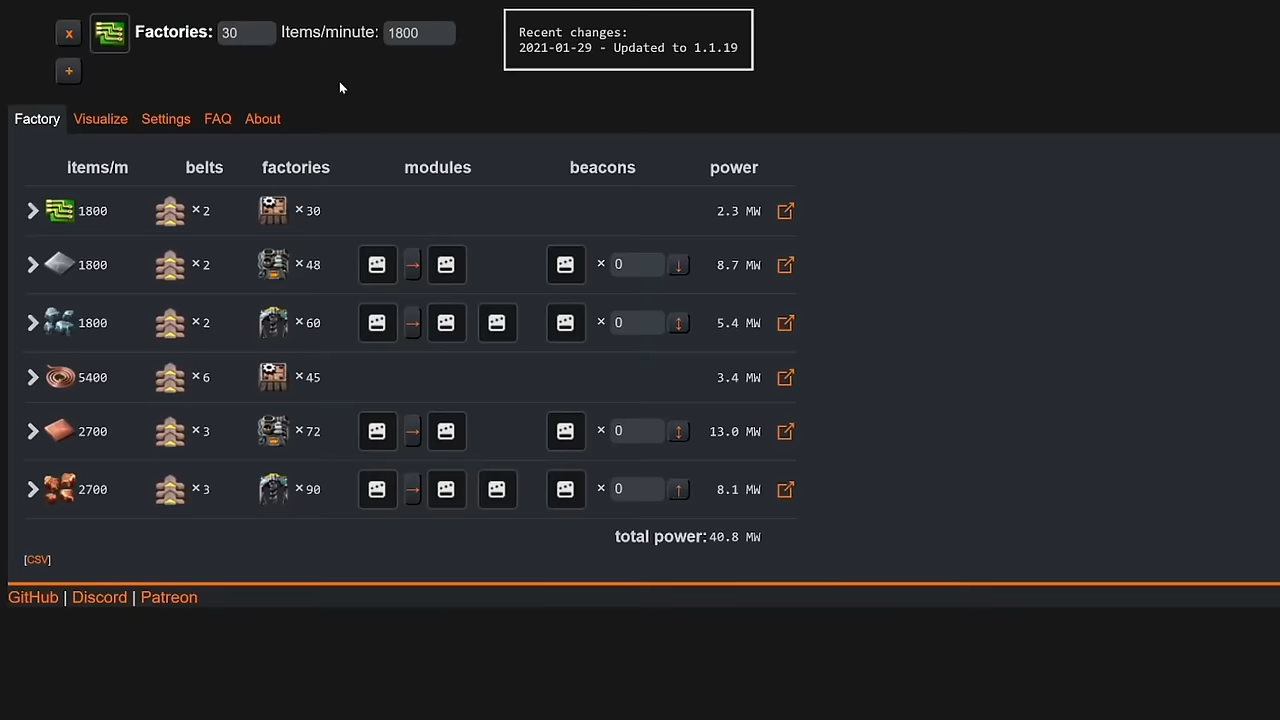 x Factories: 30 Items/minute: 1800
+
Recent changes:
2021-01-29 - Updated to 1.1.19
Factory Visualize Settings FAQ About
items/m belts factories modules beacons power
1800 ×2 ×30 2.3 MW
1800 ×2 ×48 → × 0 ↓ 8.7 MW
1800 ×2 ×60 → × 0 ↕ 5.4 MW
5400 ×6 ×45 3.4 MW
2700 ×3 ×72 → × 0 ↕ 13.0 MW
2700 ×3 ×90 → × 0 ↑ 8.1 MW
total power: 40.8 MW
[CSV]
GitHub | Discord | Patreon